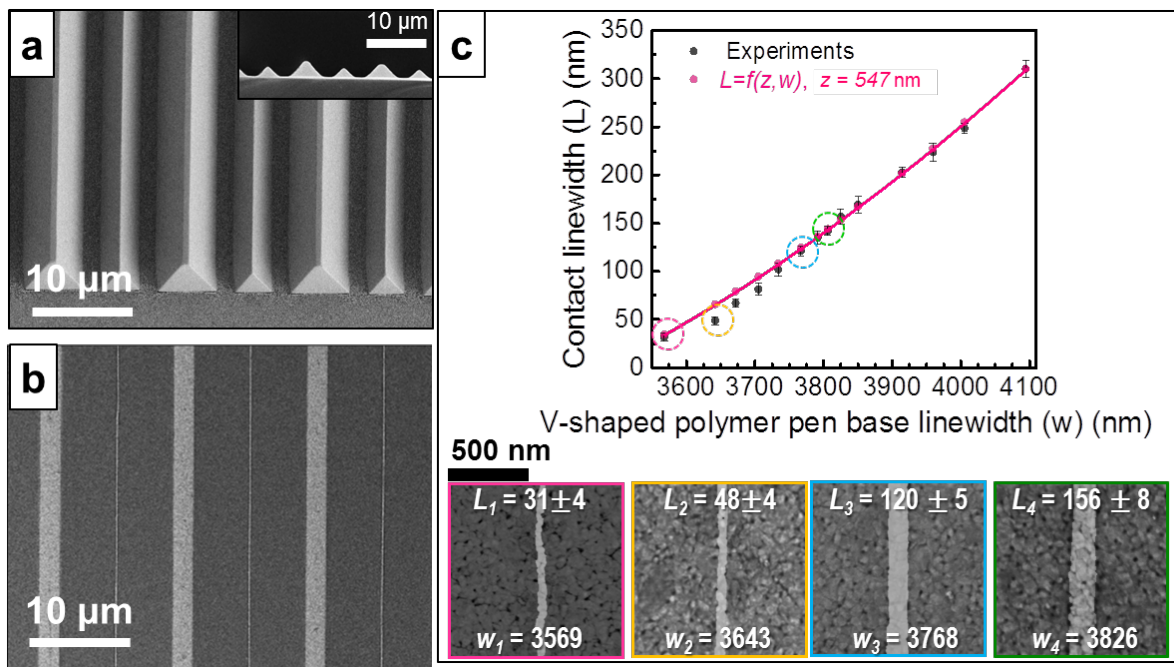 a
10 μm
10 μm
b
10 μm
c
350
300
250
200
150
100
50
0
Contact linewidth (L) (nm)
Experiments
L=f(z,w), z = 547 nm
3600 3700 3800 3900 4000 4100
V-shaped polymer pen base linewidth (w) (nm)
500 nm
L1 = 31±4
L2 = 48±4
L3 = 120 ± 5
L4 = 156 ± 8
w1 = 3569
w2 = 3643
w3 = 3768
w4 = 3826